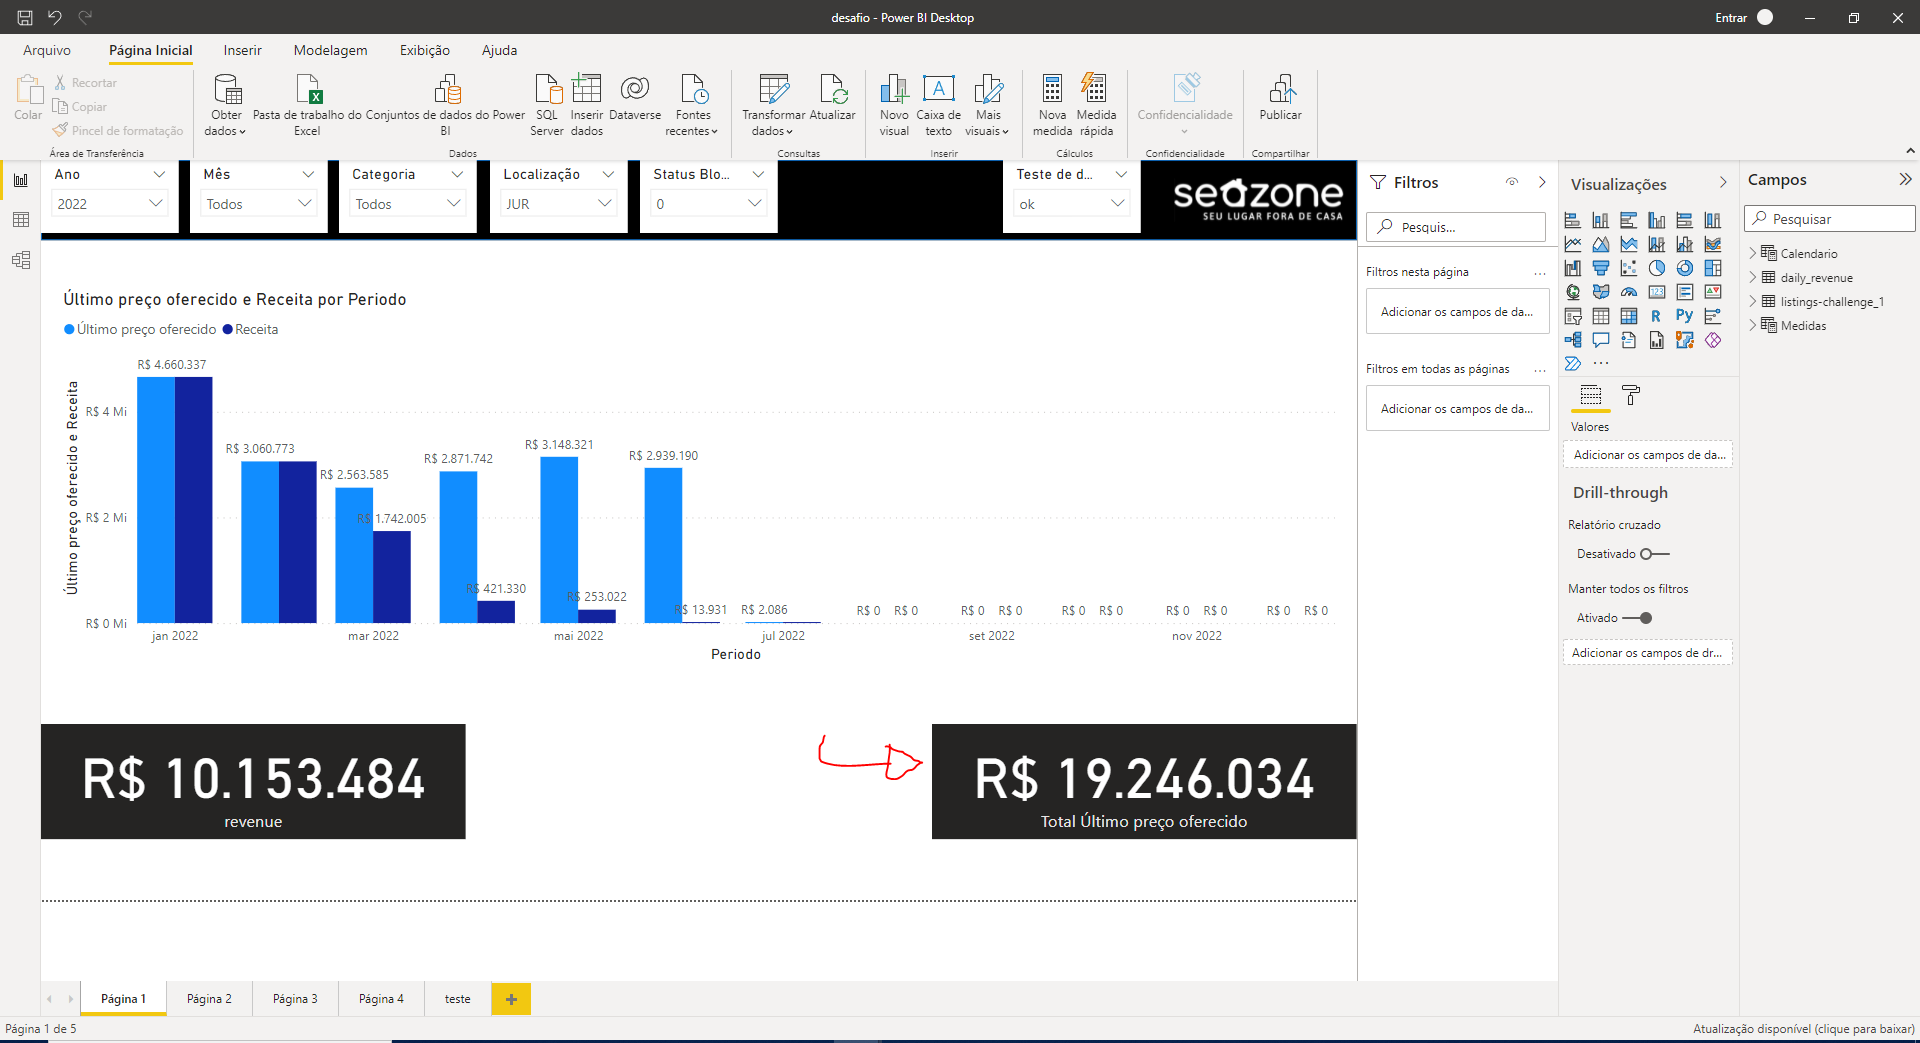 desafio - Power BI Desktop
Entrar
Arquivo
Página Inicial
Inserir
Modelagem
Exibição
Ajuda
Colar
Recortar
Copiar
Pincel de formatação
Área de Transferência
Obter
dados
Pasta de trabalho do
Excel
Conjuntos de dados do Power
BI
SQL
Server
Inserir
dados
Dataverse
Fontes
recentes
Dados
Transformar
dados
Atualizar
Consultas
Novo
visual
Caixa de
texto
Mais
visuais
Inserir
Nova
medida
Medida
rápida
Cálculos
Confidencialidade
Confidencialidade
Publicar
Compartilhar
Ano
2022
Mês
Todos
Categoria
Todos
Localização
JUR
Status Blo...
0
Teste de d...
ok
seazone
SEU LUGAR FORA DE CASA
Último preço oferecido e Receita por Periodo
Último preço oferecido
Receita
Último preço oferecido e Receita
R$ 4 Mi
R$ 2 Mi
R$ 0 Mi
R$ 4.660.337
R$ 3.060.773
R$ 2.563.585
R$ 1.742.005
R$ 2.871.742
R$ 421.330
R$ 3.148.321
R$ 253.022
R$ 2.939.190
R$ 13.931
R$ 2.086
R$ 0
R$ 0
R$ 0
R$ 0
R$ 0
R$ 0
R$ 0
R$ 0
R$ 0
R$ 0
jan 2022
mar 2022
mai 2022
jul 2022
set 2022
nov 2022
Periodo
R$ 10.153.484
revenue
R$ 19.246.034
Total Último preço oferecido
Filtros
Pesquis...
Filtros nesta página
...
Adicionar os campos de da...
Filtros em todas as páginas
...
Adicionar os campos de da...
Visualizações
123
R
Py
...
Valores
Adicionar os campos de da...
Drill-through
Relatório cruzado
Desativado
Manter todos os filtros
Ativado
Adicionar os campos de dr...
Campos
Pesquisar
Calendario
daily_revenue
listings-challenge_1
Medidas
Página 1
Página 2
Página 3
Página 4
teste
+
Página 1 de 5
Atualização disponível (clique para baixar)